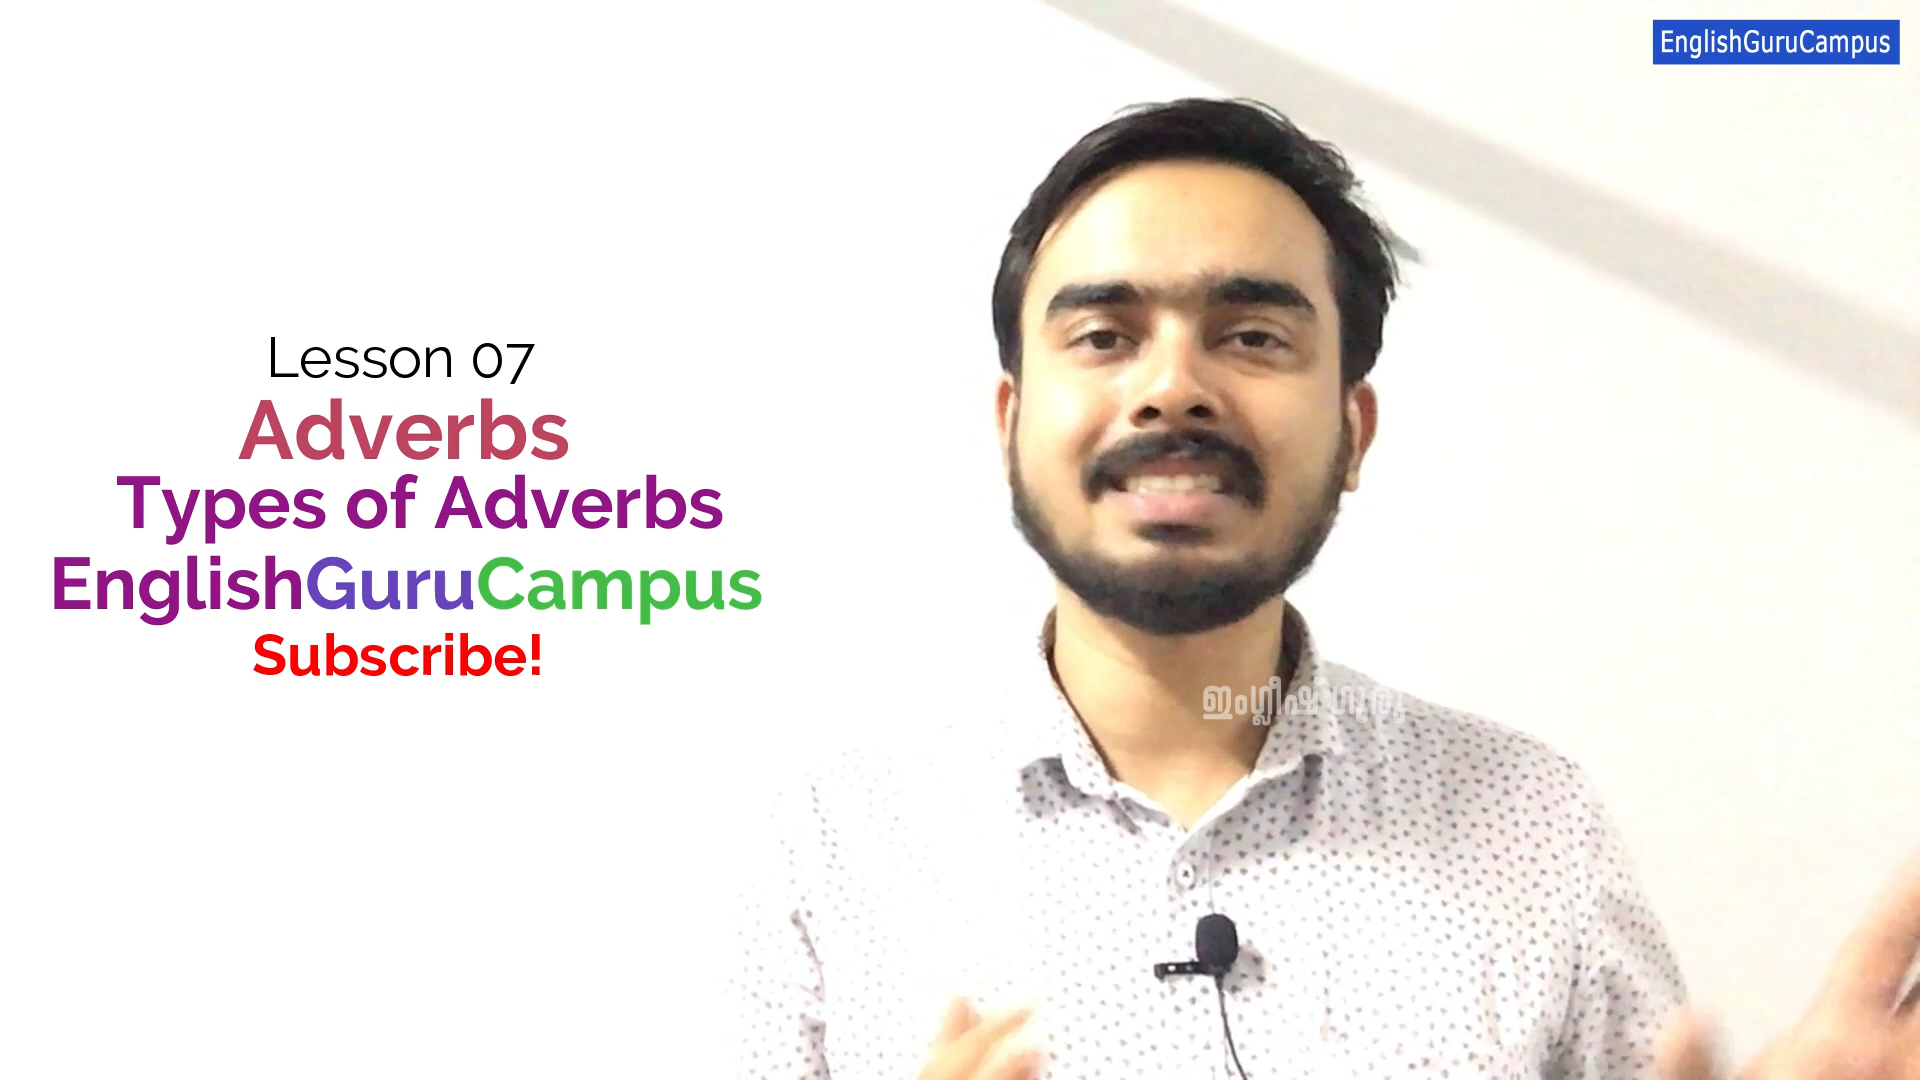 EnglishGuruCampus
Lesson 07
Adverbs
Types of Adverbs
EnglishGuruCampus
Subscribe!
ഇംഗ്ലീഷ് ഗുരു